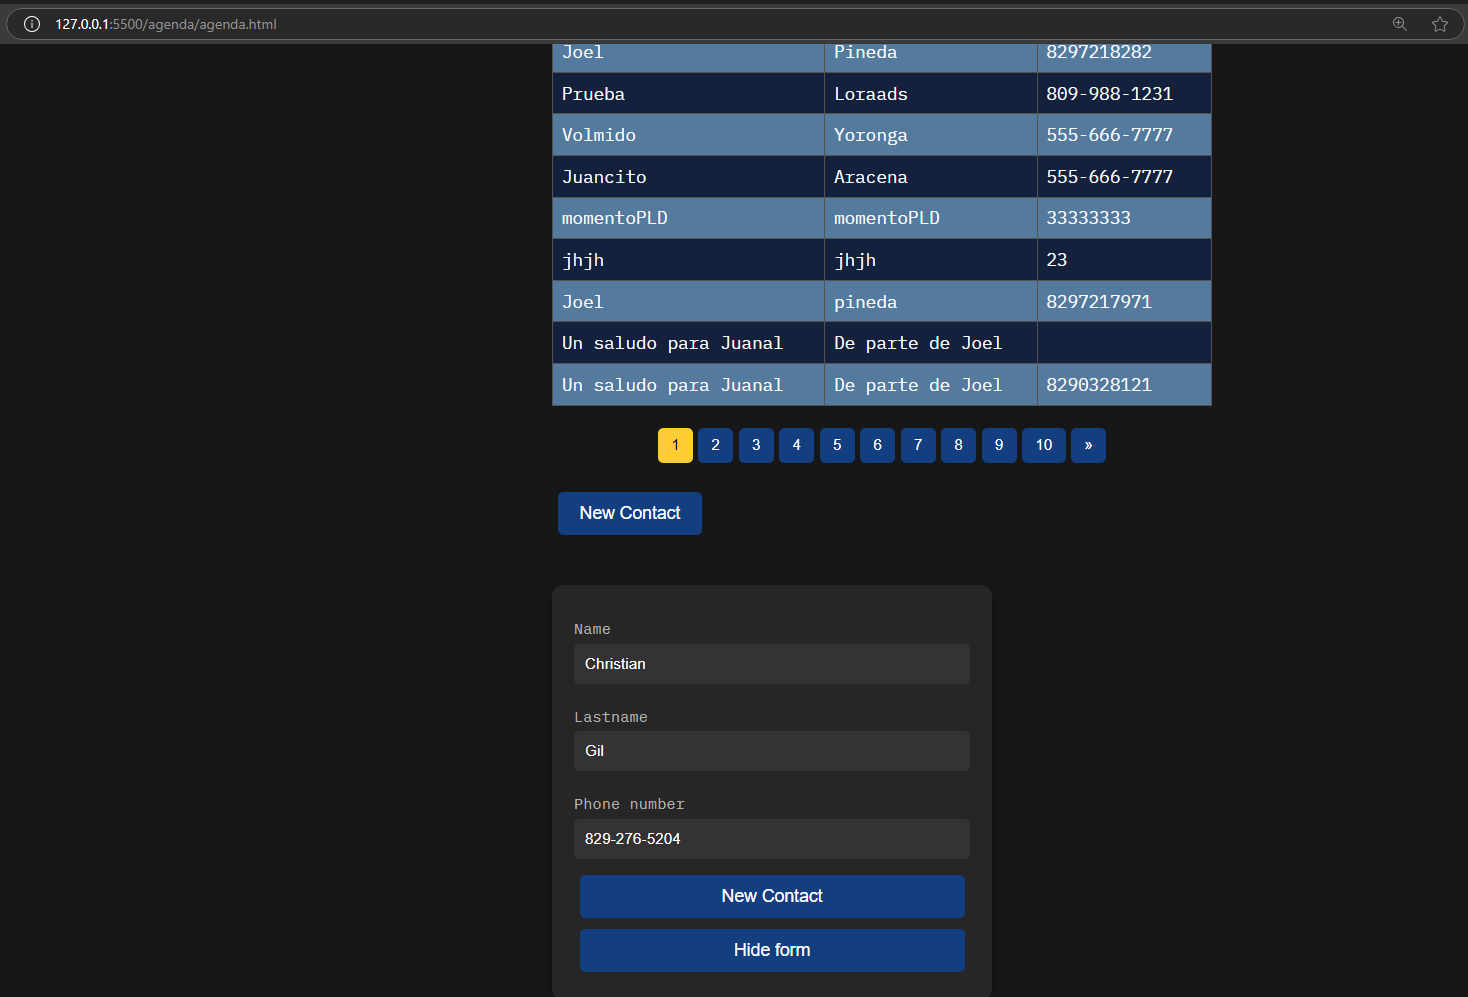 127.0.0.1:5500/agenda/agenda.html
Joel Pineda 8297218282
Prueba Loraads 809-988-1231
Volmido Yoronga 555-666-7777
Juancito Aracena 555-666-7777
momentoPLD momentoPLD 33333333
jhjh jhjh 23
Joel pineda 8297217971
Un saludo para Juanal De parte de Joel
Un saludo para Juanal De parte de Joel 8290328121
1 2 3 4 5 6 7 8 9 10 »
New Contact
Name
Christian
Lastname
Gil
Phone number
829-276-5204
New Contact
Hide form